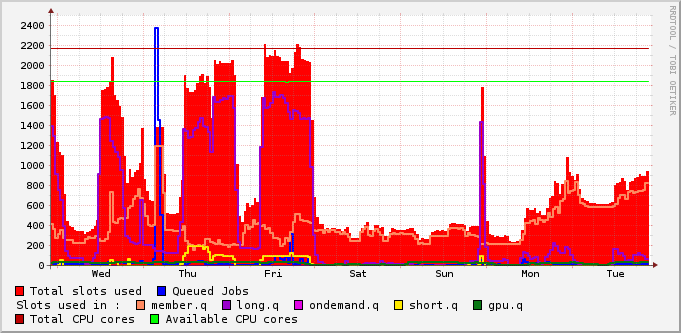 2400
2200
2000
1800
1600
1400
1200
1000
800
600
400
200
0
Wed Thu Fri Sat Sun Mon Tue
RRDTOOL / TOBI OETIKER
Total slots used Queued Jobs
Slots used in : member.q long.q ondemand.q short.q gpu.q
Total CPU cores Available CPU cores